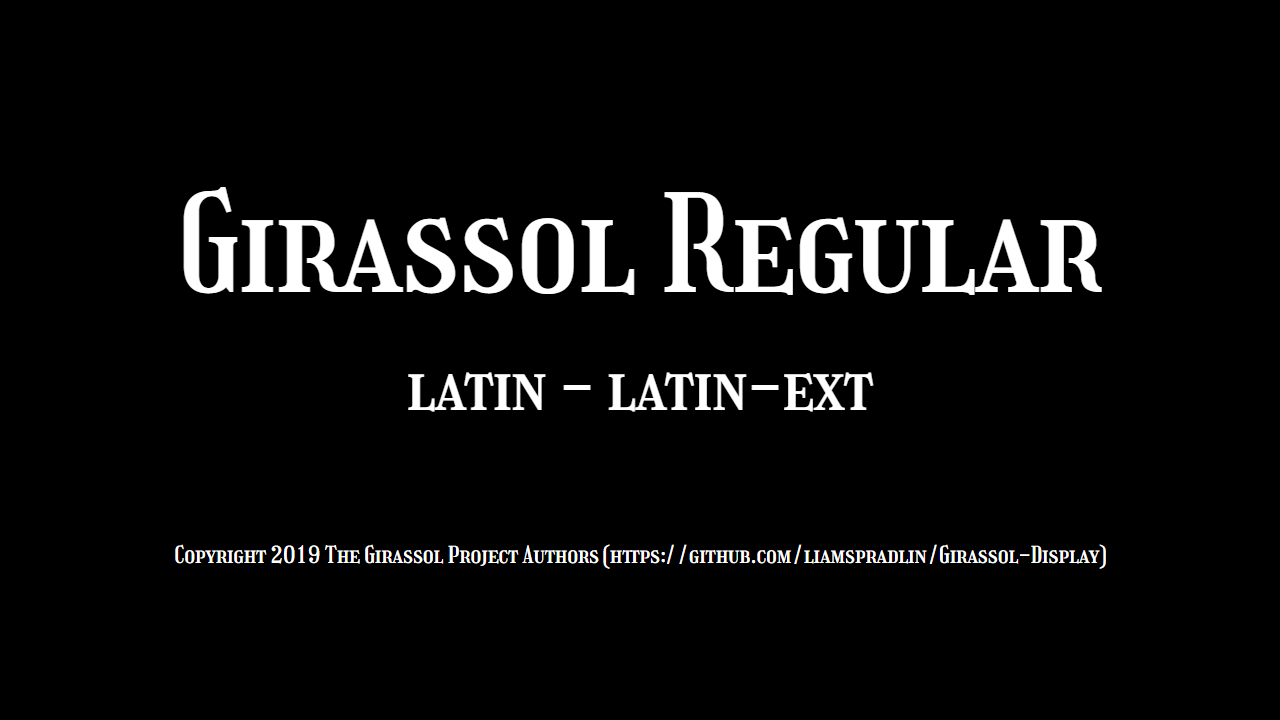 Girassol Regular
latin - latin-ext
Copyright 2019 The Girassol Project Authors (https://github.com/liamspradlin/Girassol-Display)